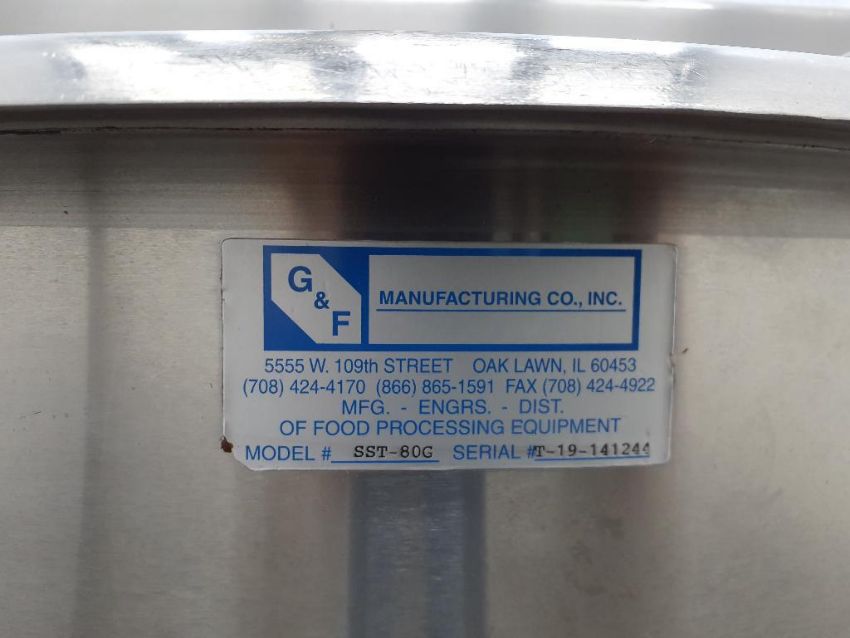 G & F
MANUFACTURING CO., INC.
5555 W. 109th STREET OAK LAWN, IL 60453
(708) 424-4170 (866) 865-1591 FAX (708) 424-4922
MFG. - ENGRS. - DIST.
OF FOOD PROCESSING EQUIPMENT
MODEL # SST-80G SERIAL #T-19-141244